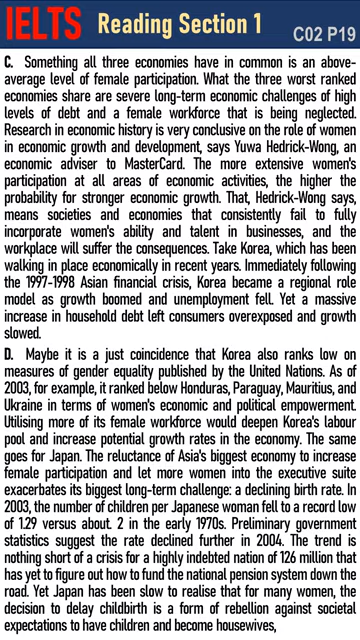 IELTS Reading Section 1 C02 P19
C. Something all three economies have in common is an above-
average level of female participation. What the three worst ranked
economies share are severe long-term economic challenges of high
levels of debt and a female workforce that is being neglected.
Research in economic history is very conclusive on the role of women
in economic growth and development, says Yuwa Hedrick-Wong, an
economic adviser to MasterCard. The more extensive women's
participation at all areas of economic activities, the higher the
probability for stronger economic growth. That, Hedrick-Wong says,
means societies and economies that consistently fail to fully
incorporate women's ability and talent in businesses, and the
workplace will suffer the consequences. Take Korea, which has been
walking in place economically in recent years. Immediately following
the 1997-1998 Asian financial crisis, Korea became a regional role
model as growth boomed and unemployment fell. Yet a massive
increase in household debt left consumers overexposed and growth
slowed.
D. Maybe it is a just coincidence that Korea also ranks low on
measures of gender equality published by the United Nations. As of
2003, for example, it ranked below Honduras, Paraguay, Mauritius, and
Ukraine in terms of women's economic and political empowerment.
Utilising more of its female workforce would deepen Korea's labour
pool and increase potential growth rates in the economy. The same
goes for Japan. The reluctance of Asia's biggest economy to increase
female participation and let more women into the executive suite
exacerbates its biggest long-term challenge: a declining birth rate. In
2003, the number of children per Japanese woman fell to a record low
of 1.29 versus about. 2 in the early 1970s. Preliminary government
statistics suggest the rate declined further in 2004. The trend is
nothing short of a crisis for a highly indebted nation of 126 million that
has yet to figure out how to fund the national pension system down the
road. Yet Japan has been slow to realise that for many women, the
decision to delay childbirth is a form of rebellion against societal
expectations to have children and become housewives,